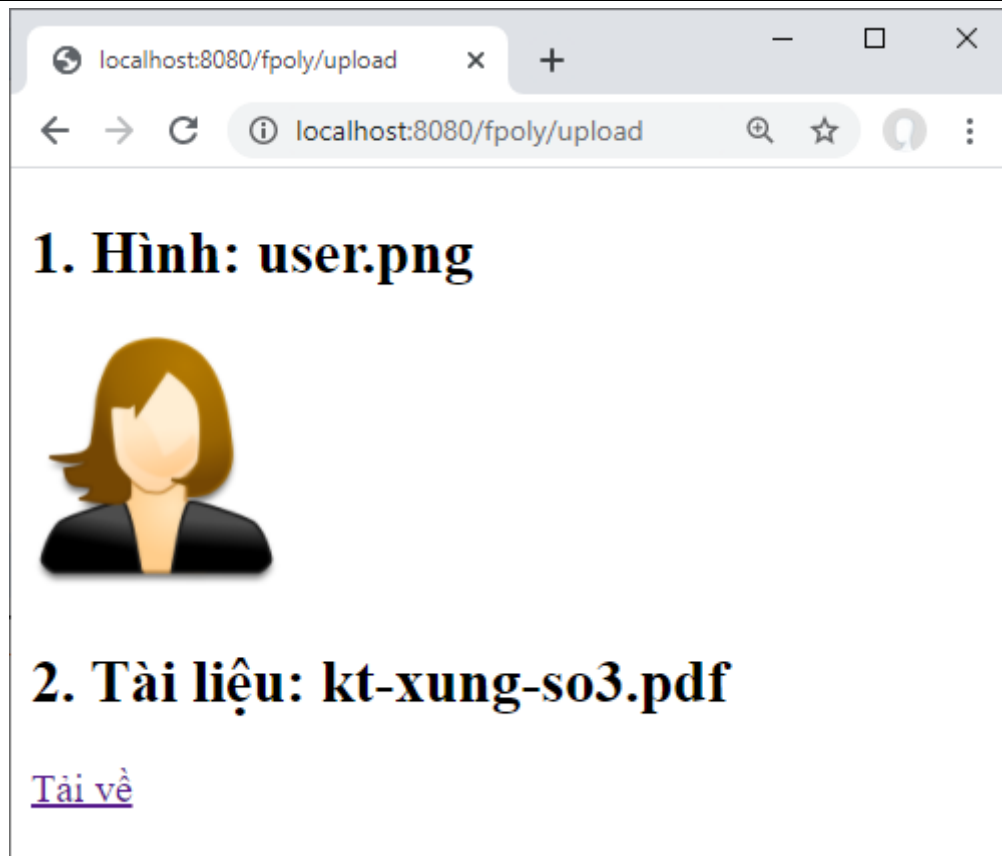 localhost:8080/fpoly/upload
localhost:8080/fpoly/upload
1. Hình: user.png
2. Tài liệu: kt-xung-so3.pdf
Tải về